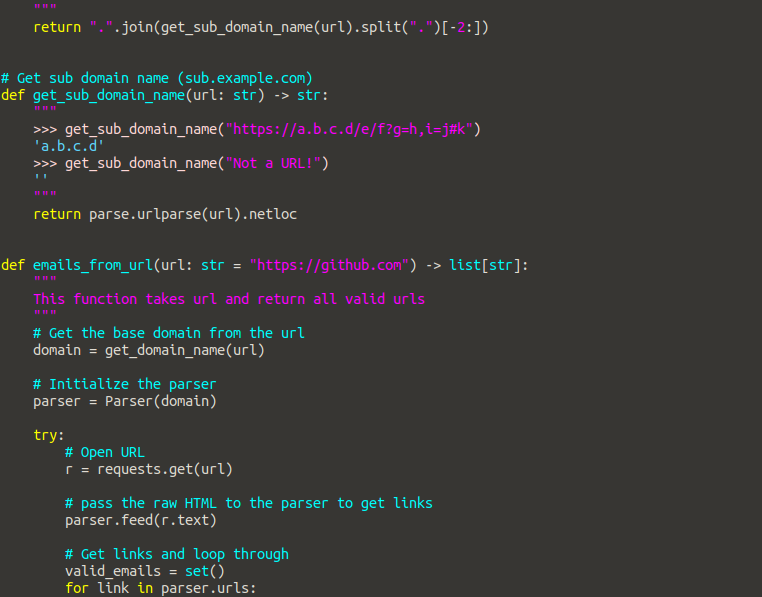 """
    return ".".join(get_sub_domain_name(url).split(".")[-2:])


# Get sub domain name (sub.example.com)
def get_sub_domain_name(url: str) -> str:
    """
    >>> get_sub_domain_name("https://a.b.c.d/e/f?g=h,i=j#k")
    'a.b.c.d'
    >>> get_sub_domain_name("Not a URL!")
    ''
    """
    return parse.urlparse(url).netloc


def emails_from_url(url: str = "https://github.com") -> list[str]:
    """
    This function takes url and return all valid urls
    """
    # Get the base domain from the url
    domain = get_domain_name(url)

    # Initialize the parser
    parser = Parser(domain)

    try:
        # Open URL
        r = requests.get(url)

        # pass the raw HTML to the parser to get links
        parser.feed(r.text)

        # Get links and loop through
        valid_emails = set()
        for link in parser.urls: